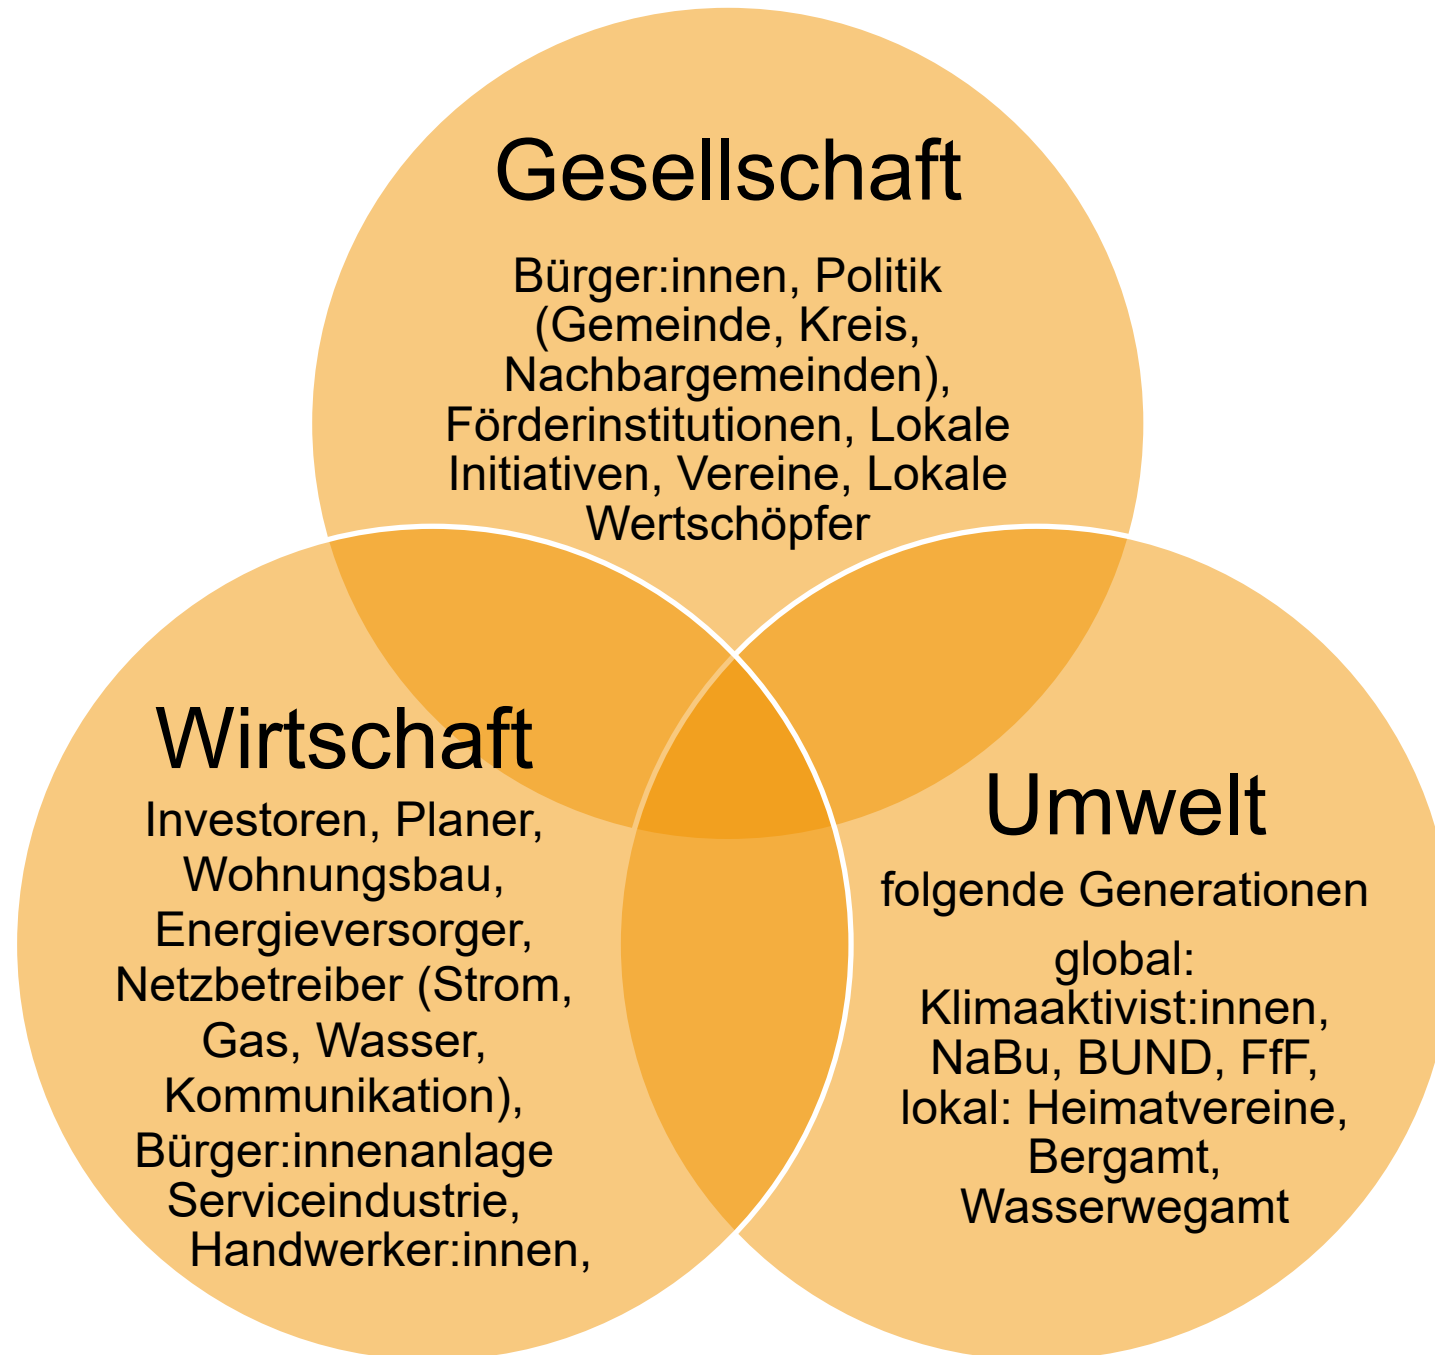 Gesellschaft
Bürger:innen, Politik
(Gemeinde, Kreis,
Nachbargemeinden),
Förderinstitutionen, Lokale
Initiativen, Vereine, Lokale
Wertschöpfer
Wirtschaft
Investoren, Planer,
Wohnungsbau,
Energieversorger,
Netzbetreiber (Strom,
Gas, Wasser,
Kommunikation),
Bürger:innenanlage
Serviceindustrie,
Handwerker:innen,
Umwelt
folgende Generationen
global:
Klimaaktivist:innen,
NaBu, BUND, FfF,
lokal: Heimatvereine,
Bergamt,
Wasserwegamt